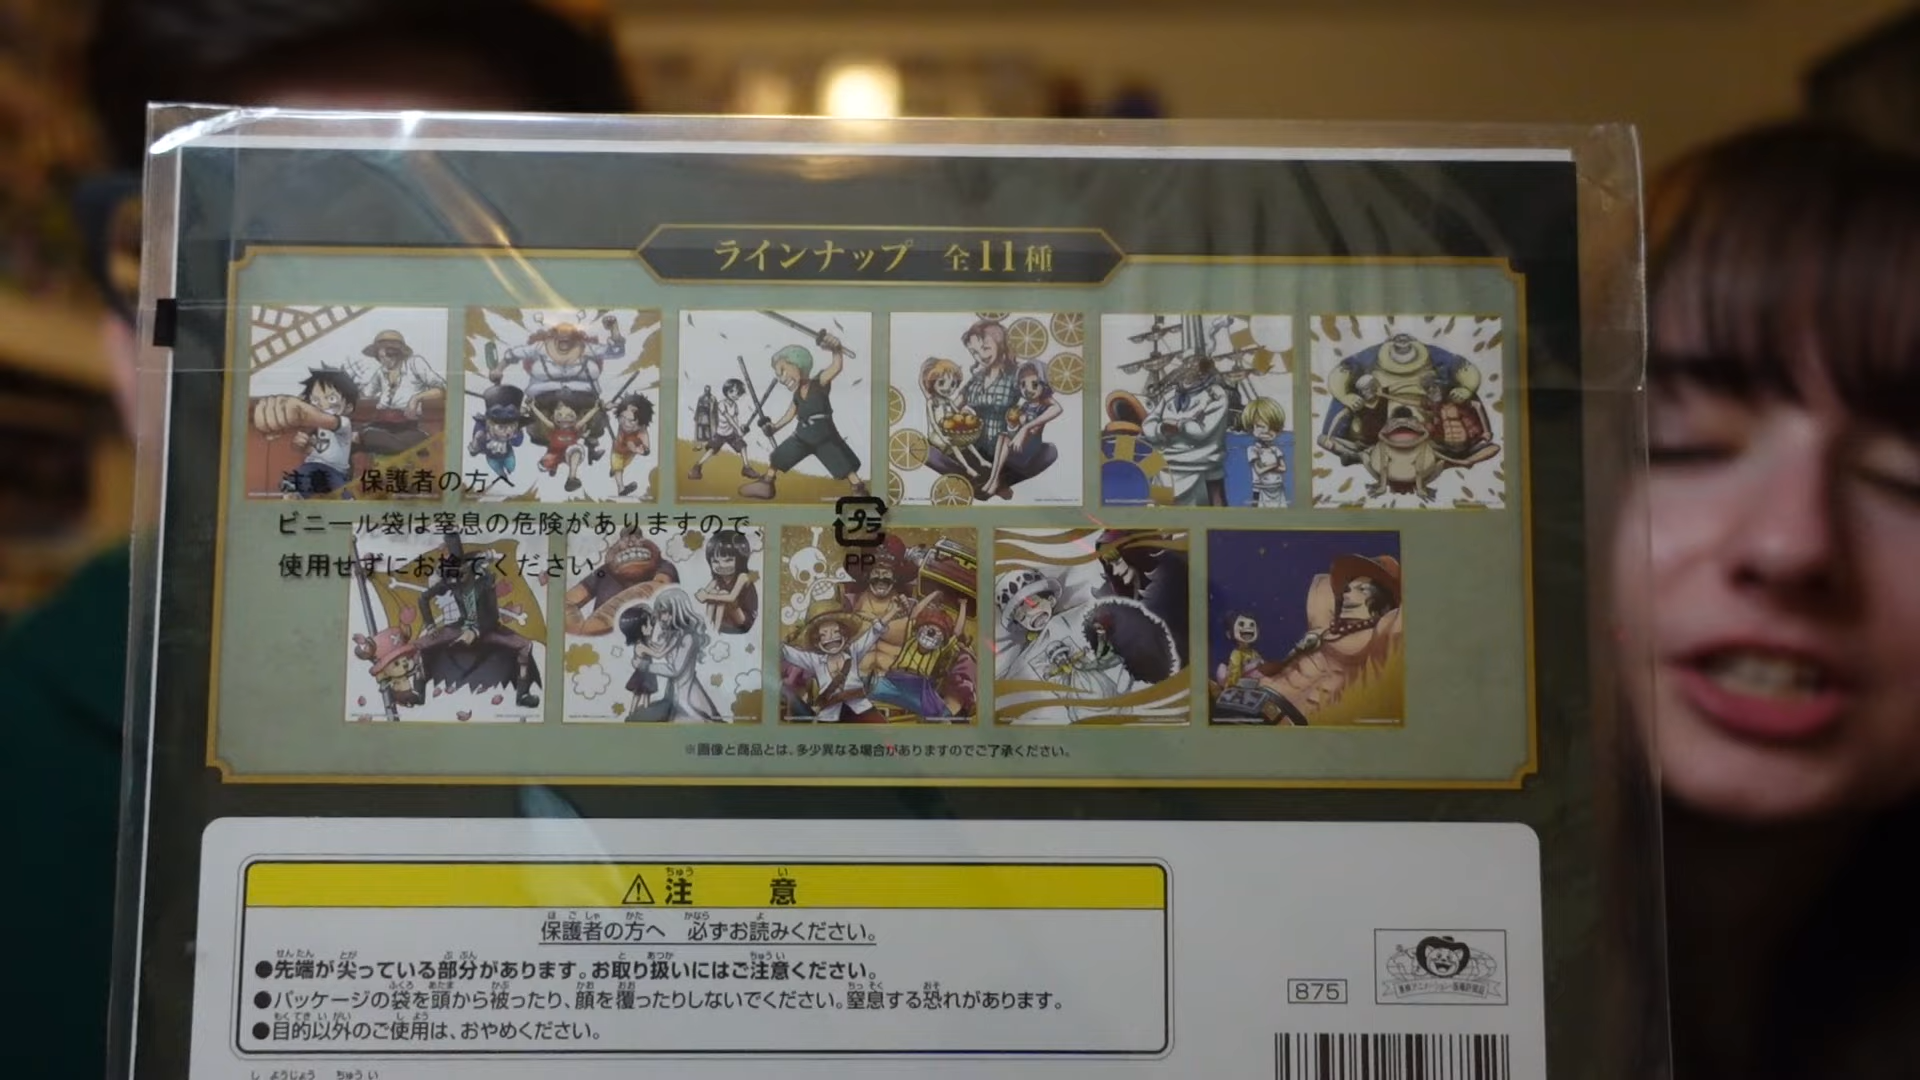 ラインナップ 全11種
注意 保護者の方へ
ビニール袋は窒息の危険がありますので、
使用せずにお捨てください。
プラ
PP
※画像と商品とは、多少異なる場合がありますのでご了承ください。
⚠注意
保護者の方へ 必ずお読みください。
●先端が尖っている部分があります。お取り扱いにはご注意ください。
●パッケージの袋を頭から被ったり、顔を覆ったりしないでください。窒息する恐れがあります。
●目的以外のご使用は、おやめください。
875